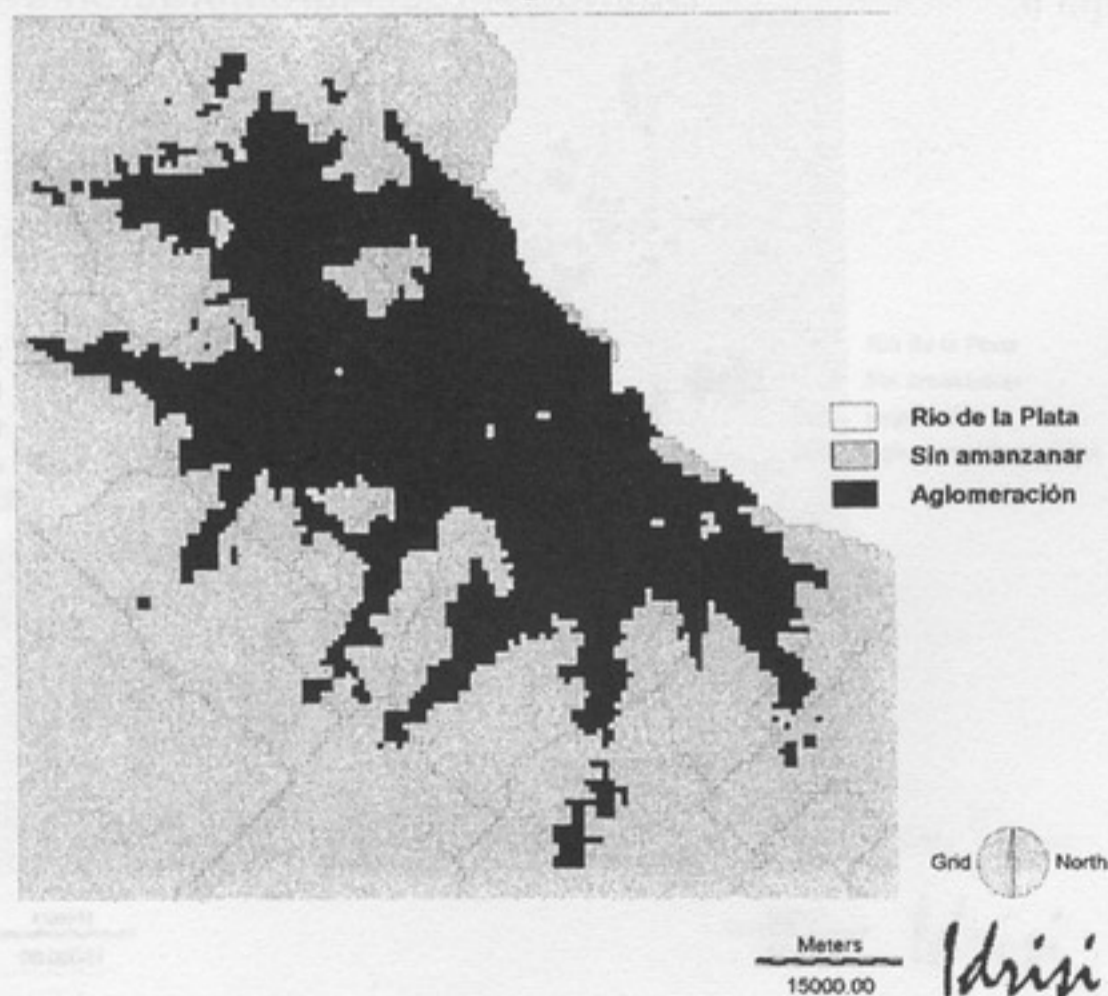 Rio de la Plata
Sin amanzanar
Aglomeración
Grid North
Meters
15000.00
Idrisi